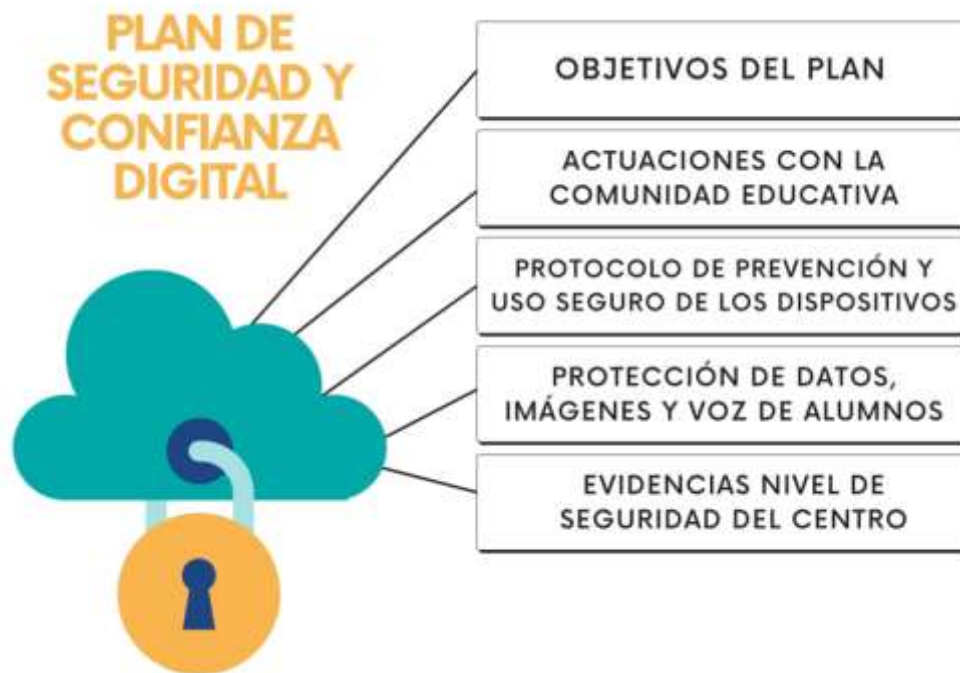 PLAN DE
SEGURIDAD Y
CONFIANZA
DIGITAL
OBJETIVOS DEL PLAN
ACTUACIONES CON LA
COMUNIDAD EDUCATIVA
PROTOCOLO DE PREVENCIÓN Y
USO SEGURO DE LOS DISPOSITIVOS
PROTECCIÓN DE DATOS,
IMÁGENES Y VOZ DE ALUMNOS
EVIDENCIAS NIVEL DE
SEGURIDAD DEL CENTRO